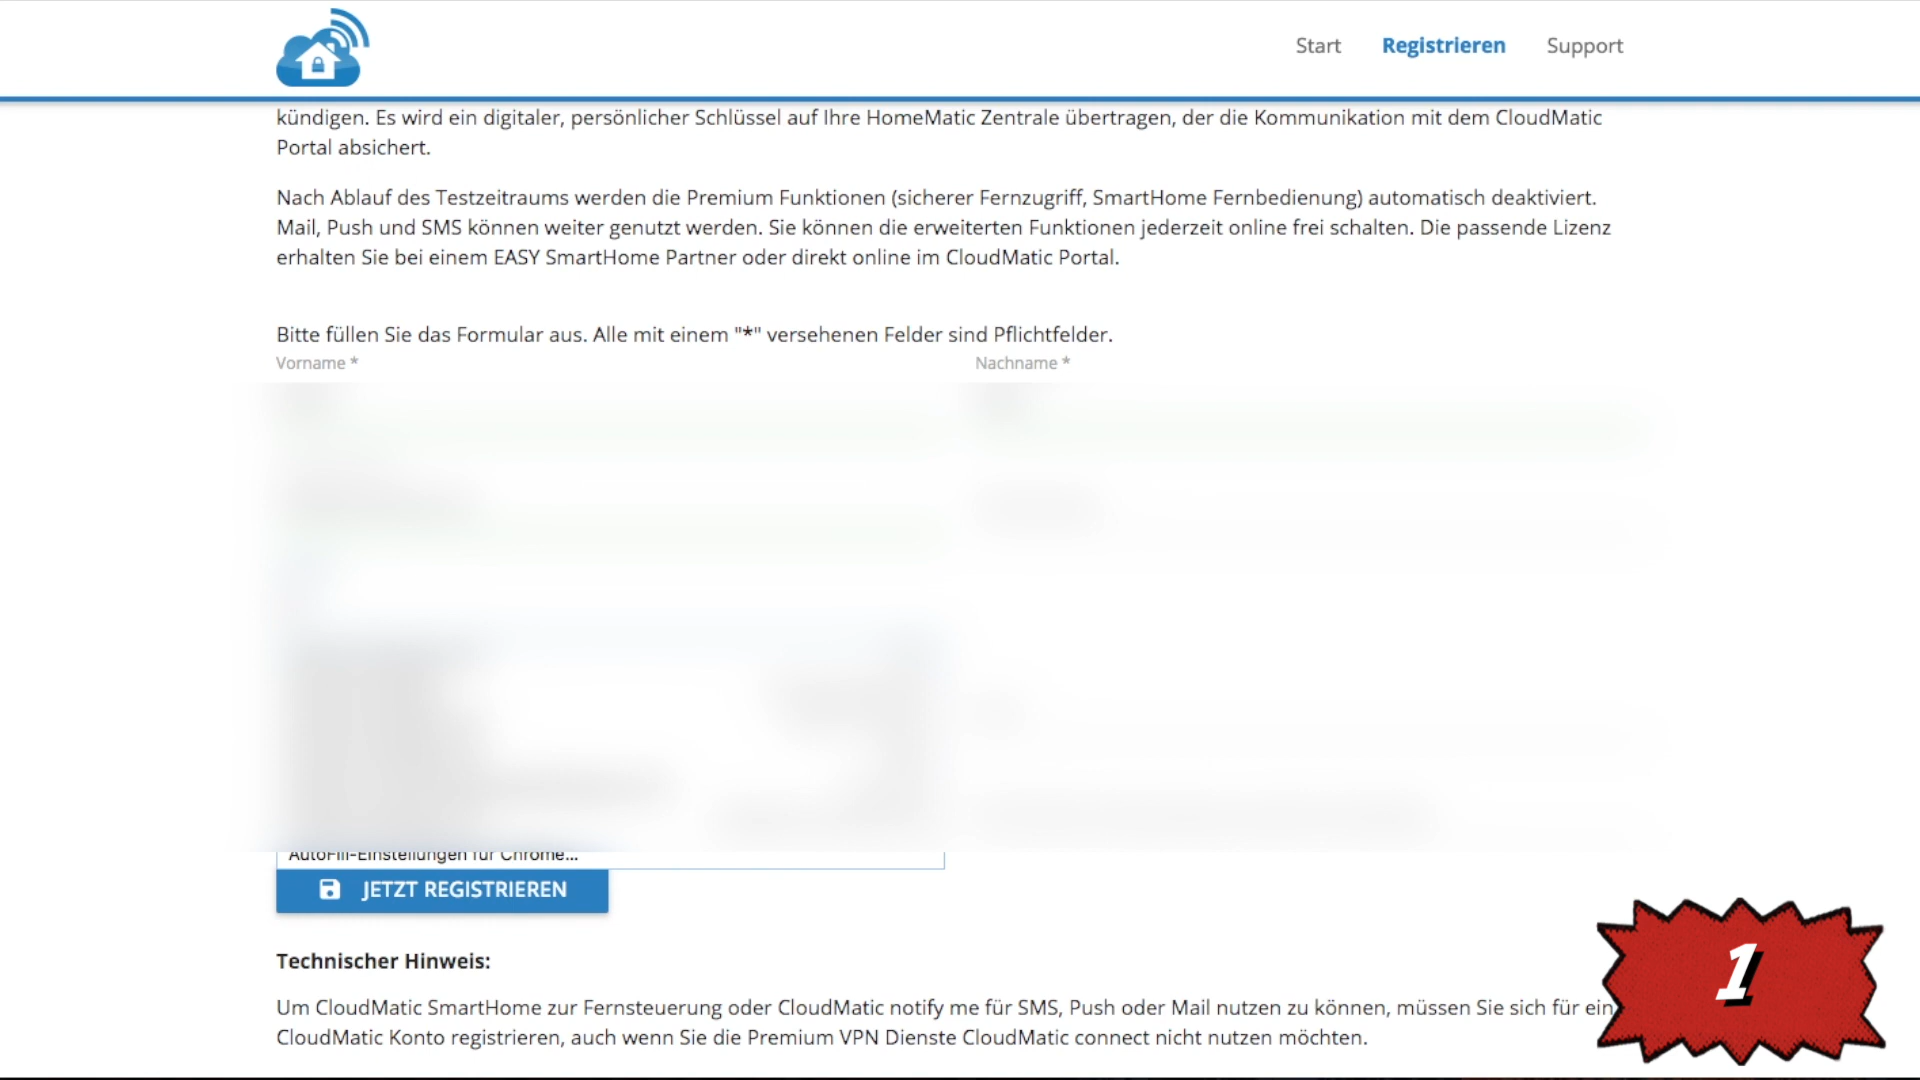 Start Registrieren Support
kündigen. Es wird ein digitaler, persönlicher Schlüssel auf Ihre HomeMatic Zentrale übertragen, der die Kommunikation mit dem CloudMatic
Portal absichert.
Nach Ablauf des Testzeitraums werden die Premium Funktionen (sicherer Fernzugriff, SmartHome Fernbedienung) automatisch deaktiviert.
Mail, Push und SMS können weiter genutzt werden. Sie können die erweiterten Funktionen jederzeit online frei schalten. Die passende Lizenz
erhalten Sie bei einem EASY SmartHome Partner oder direkt online im CloudMatic Portal.
Bitte füllen Sie das Formular aus. Alle mit einem "*" versehenen Felder sind Pflichtfelder.
Vorname * Nachname *
AutoFill-Einstellungen für Chrome...
JETZT REGISTRIEREN
Technischer Hinweis:
Um CloudMatic SmartHome zur Fernsteuerung oder CloudMatic notify me für SMS, Push oder Mail nutzen zu können, müssen Sie sich für ein
CloudMatic Konto registrieren, auch wenn Sie die Premium VPN Dienste CloudMatic connect nicht nutzen möchten.
1